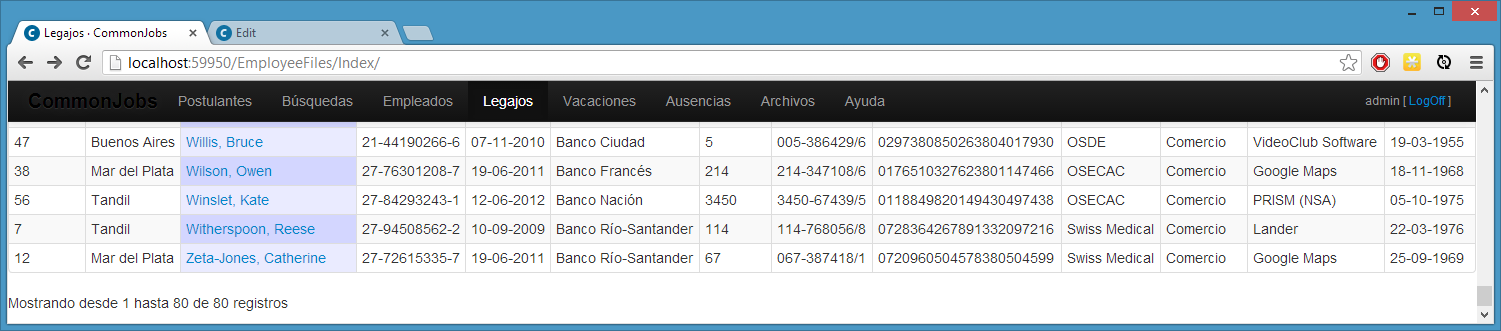 Legajos · CommonJobs
Edit
localhost:59950/EmployeeFiles/Index/
CommonJobs Postulantes Búsquedas Empleados Legajos Vacaciones Ausencias Archivos Ayuda admin [ LogOff ]
47 Buenos Aires Willis, Bruce 21-44190266-6 07-11-2010 Banco Ciudad 5 005-386429/6 0297380850263804017930 OSDE Comercio VideoClub Software 19-03-1955
38 Mar del Plata Wilson, Owen 27-76301208-7 19-06-2011 Banco Francés 214 214-347108/6 0176510327623801147466 OSECAC Comercio Google Maps 18-11-1968
56 Tandil Winslet, Kate 27-84293243-1 12-06-2012 Banco Nación 3450 3450-67439/5 0118849820149430497438 OSECAC Comercio PRISM (NSA) 05-10-1975
7 Tandil Witherspoon, Reese 27-94508562-2 10-09-2009 Banco Río-Santander 114 114-768056/8 0728364267891332097216 Swiss Medical Comercio Lander 22-03-1976
12 Mar del Plata Zeta-Jones, Catherine 27-72615335-7 19-06-2011 Banco Río-Santander 67 067-387418/1 0720960504578380504599 Swiss Medical Comercio Google Maps 25-09-1969
Mostrando desde 1 hasta 80 de 80 registros